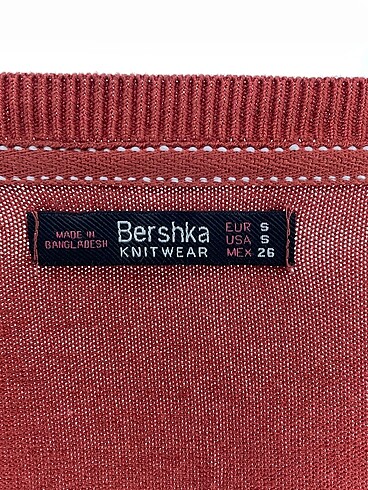 MADE IN
BANGLADESH
Bershka
KNITWEAR
EUR S
USA S
MEX 26